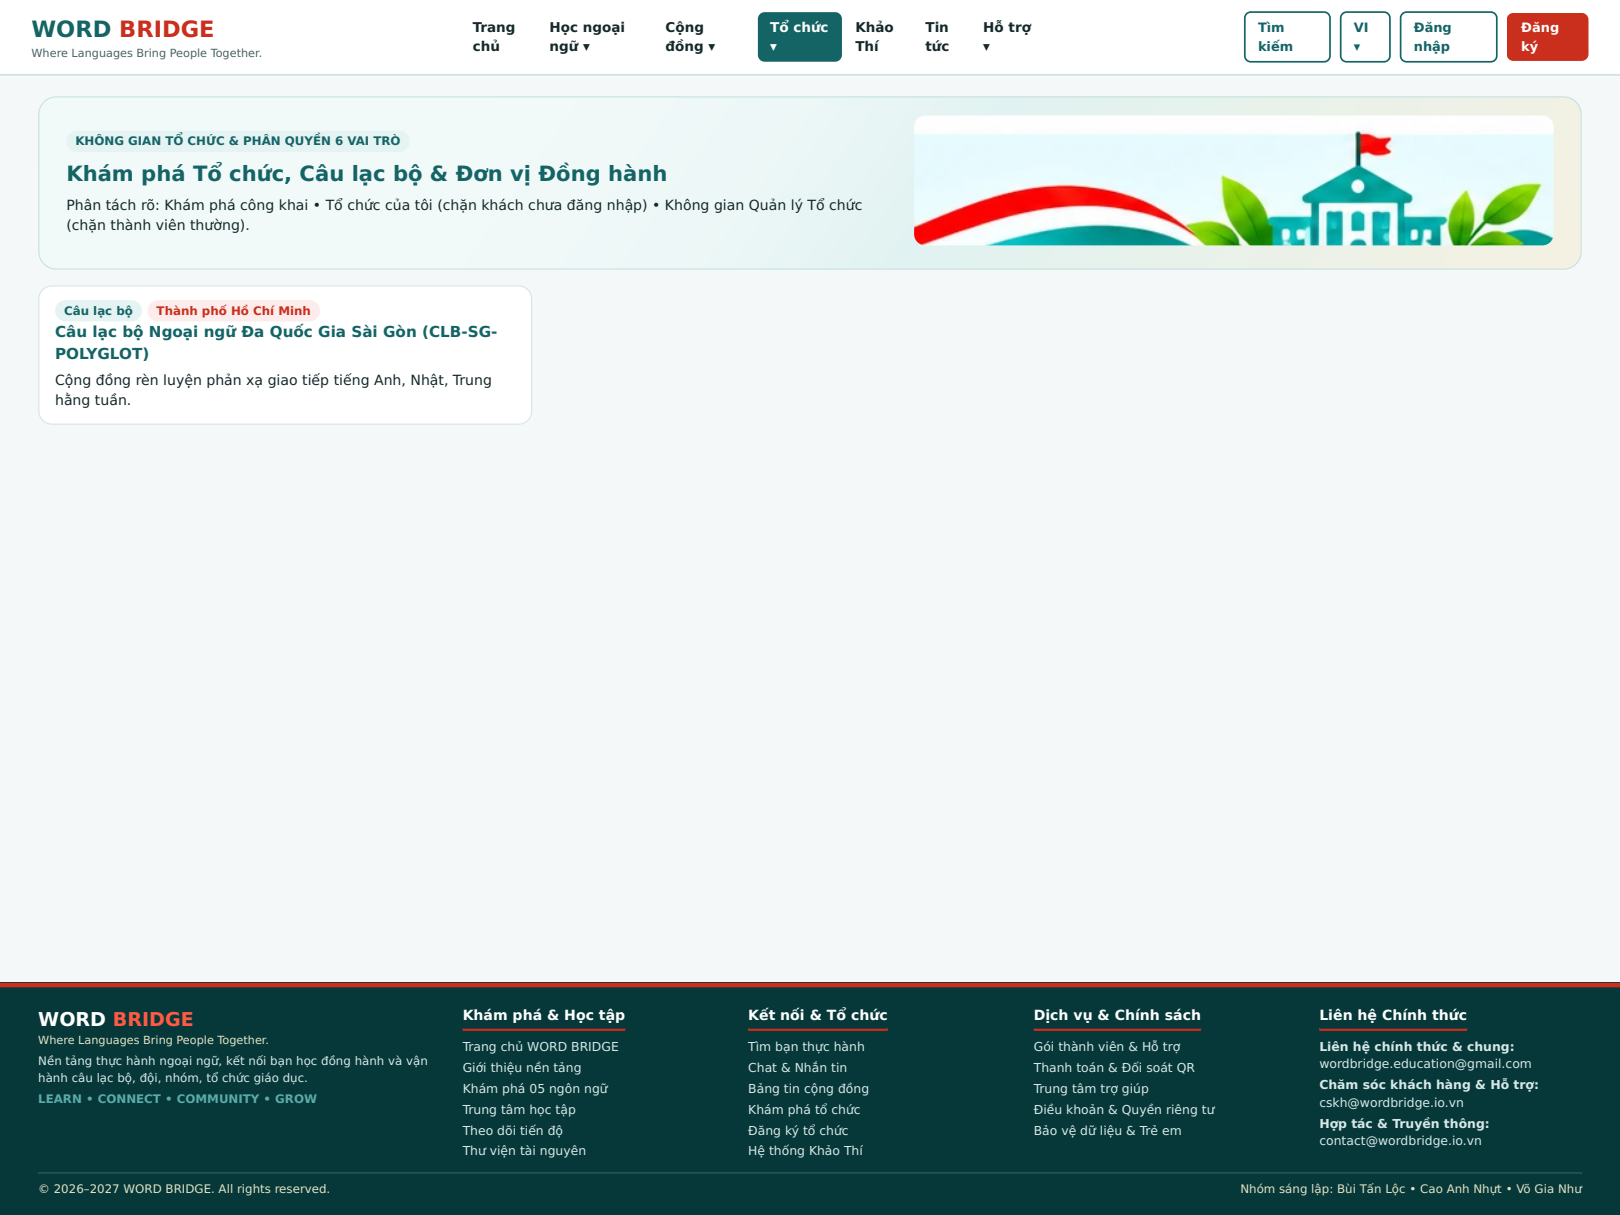 WORD BRIDGE
Where Languages Bring People Together.
Trang chủ
Học ngoại ngữ ▾
Cộng đồng ▾
Tổ chức ▾
Khảo Thí
Tin tức
Hỗ trợ ▾
Tìm kiếm
VI ▾
Đăng nhập
Đăng ký
KHÔNG GIAN TỔ CHỨC & PHÂN QUYỀN 6 VAI TRÒ
Khám phá Tổ chức, Câu lạc bộ & Đơn vị Đồng hành
Phân tách rõ: Khám phá công khai • Tổ chức của tôi (chặn khách chưa đăng nhập) • Không gian Quản lý Tổ chức
(chặn thành viên thường).
Câu lạc bộ
Thành phố Hồ Chí Minh
Câu lạc bộ Ngoại ngữ Đa Quốc Gia Sài Gòn (CLB-SG-
POLYGLOT)
Cộng đồng rèn luyện phản xạ giao tiếp tiếng Anh, Nhật, Trung
hằng tuần.
WORD BRIDGE
Where Languages Bring People Together.
Nền tảng thực hành ngoại ngữ, kết nối bạn học đồng hành và vận
hành câu lạc bộ, đội, nhóm, tổ chức giáo dục.
LEARN • CONNECT • COMMUNITY • GROW
Khám phá & Học tập
Trang chủ WORD BRIDGE
Giới thiệu nền tảng
Khám phá 05 ngôn ngữ
Trung tâm học tập
Theo dõi tiến độ
Thư viện tài nguyên
Kết nối & Tổ chức
Tìm bạn thực hành
Chat & Nhắn tin
Bảng tin cộng đồng
Khám phá tổ chức
Đăng ký tổ chức
Hệ thống Khảo Thí
Dịch vụ & Chính sách
Gói thành viên & Hỗ trợ
Thanh toán & Đối soát QR
Trung tâm trợ giúp
Điều khoản & Quyền riêng tư
Bảo vệ dữ liệu & Trẻ em
Liên hệ Chính thức
Liên hệ chính thức & chung:
wordbridge.education@gmail.com
Chăm sóc khách hàng & Hỗ trợ:
cskh@wordbridge.io.vn
Hợp tác & Truyền thông:
contact@wordbridge.io.vn
© 2026–2027 WORD BRIDGE. All rights reserved.
Nhóm sáng lập: Bùi Tấn Lộc • Cao Anh Nhựt • Võ Gia Như